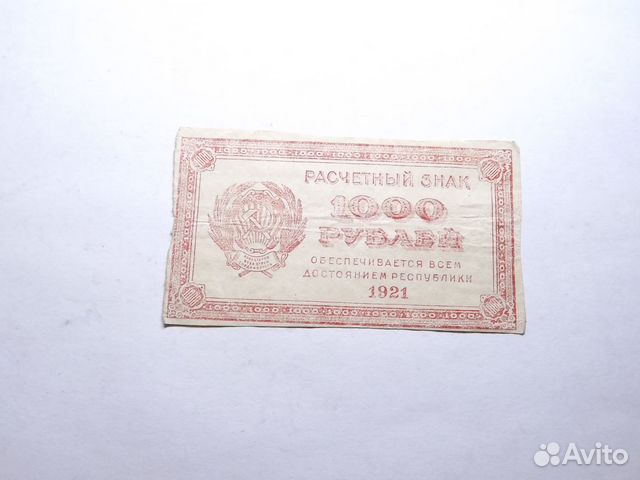 РАСЧЕТНЫЙ ЗНАК
1000
РУБЛЕЙ
ОБЕСПЕЧИВАЕТСЯ ВСЕМ
ДОСТОЯНИЕМ РЕСПУБЛИКИ
1921
Avito